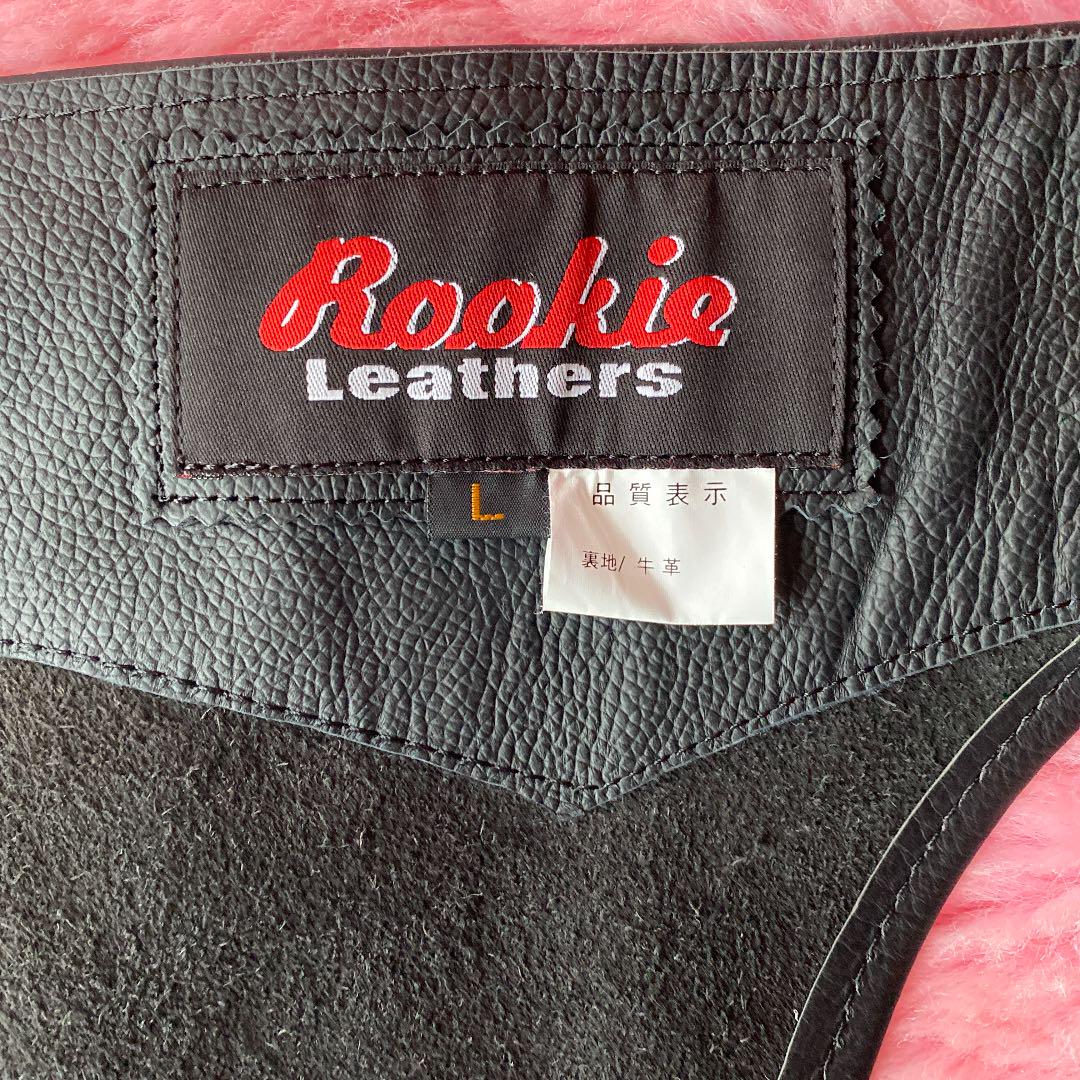 Rookie
Leathers
L
品質表示
裏地/ 牛革